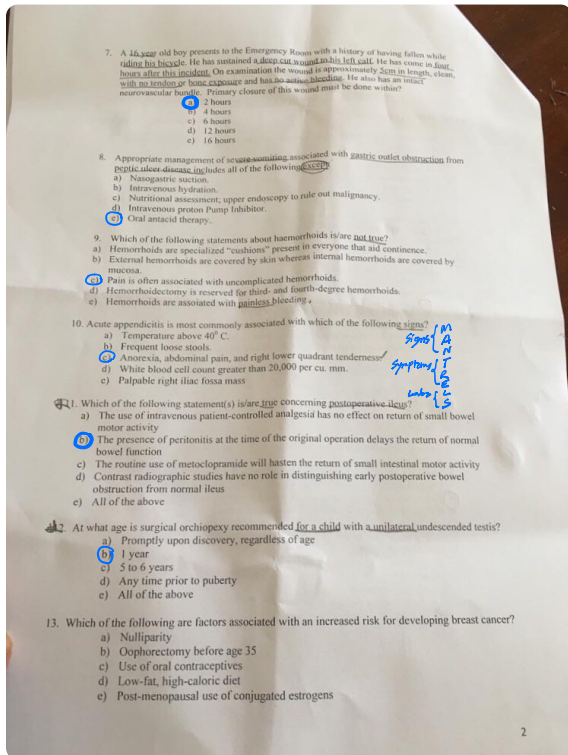 7. A 16 year old boy presents to the Emergency Room with a history of having fallen while
riding his bicycle. He has sustained a deep cut wound to his left calf. He has come in four
hours after this incident. On examination the wound is approximately 5cm in length, clean,
with no tendon or bone exposure and has no active bleeding. He also has an intact
neurovascular bundle. Primary closure of this wound must be done within?
a) 2 hours
b) 4 hours
c) 6 hours
d) 12 hours
e) 16 hours
8. Appropriate management of severe vomiting associated with gastric outlet obstruction from
peptic ulcer disease includes all of the following except
a) Nasogastric suction.
b) Intravenous hydration.
c) Nutritional assessment; upper endoscopy to rule out malignancy.
d) Intravenous proton Pump Inhibitor.
e) Oral antacid therapy.
9. Which of the following statements about haemorrhoids is/are not true?
a) Hemorrhoids are specialized "cushions" present in everyone that aid continence.
b) External hemorrhoids are covered by skin whereas internal hemorrhoids are covered by
mucosa.
c) Pain is often associated with uncomplicated hemorrhoids.
d) Hemorrhoidectomy is reserved for third- and fourth-degree hemorrhoids.
e) Hemorrhoids are assoiated with painless bleeding.
10. Acute appendicitis is most commonly associated with which of the following signs?
a) Temperature above 40° C.
b) Frequent loose stools.
c) Anorexia, abdominal pain, and right lower quadrant tenderness.
d) White blood cell count greater than 20,000 per cu. mm.
e) Palpable right iliac fossa mass
M
Signs A
N
Symptoms T
R
E
Labs L
S
11. Which of the following statement(s) is/are true concerning postoperative ileus?
a) The use of intravenous patient-controlled analgesia has no effect on return of small bowel
motor activity
b) The presence of peritonitis at the time of the original operation delays the return of normal
bowel function
c) The routine use of metoclopramide will hasten the return of small intestinal motor activity
d) Contrast radiographic studies have no role in distinguishing early postoperative bowel
obstruction from normal ileus
e) All of the above
12. At what age is surgical orchiopexy recommended for a child with a unilateral undescended testis?
a) Promptly upon discovery, regardless of age
b) 1 year
c) 5 to 6 years
d) Any time prior to puberty
e) All of the above
13. Which of the following are factors associated with an increased risk for developing breast cancer?
a) Nulliparity
b) Oophorectomy before age 35
c) Use of oral contraceptives
d) Low-fat, high-caloric diet
e) Post-menopausal use of conjugated estrogens
2